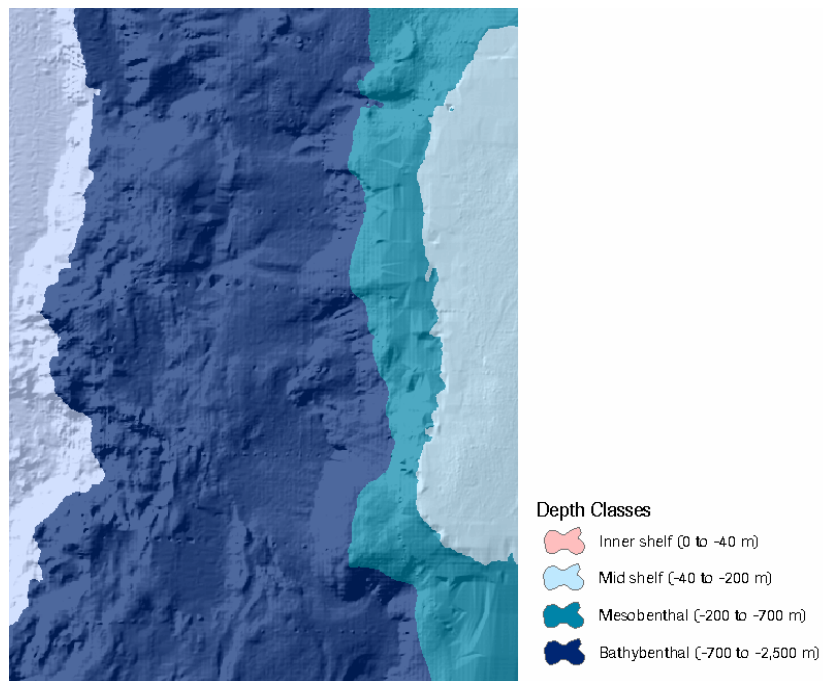 Depth Classes
Inner shelf (0 to -40 m)
Mid shelf (-40 to -200 m)
Mesobenthal (-200 to -700 m)
Bathybenthal (-700 to -2,500 m)